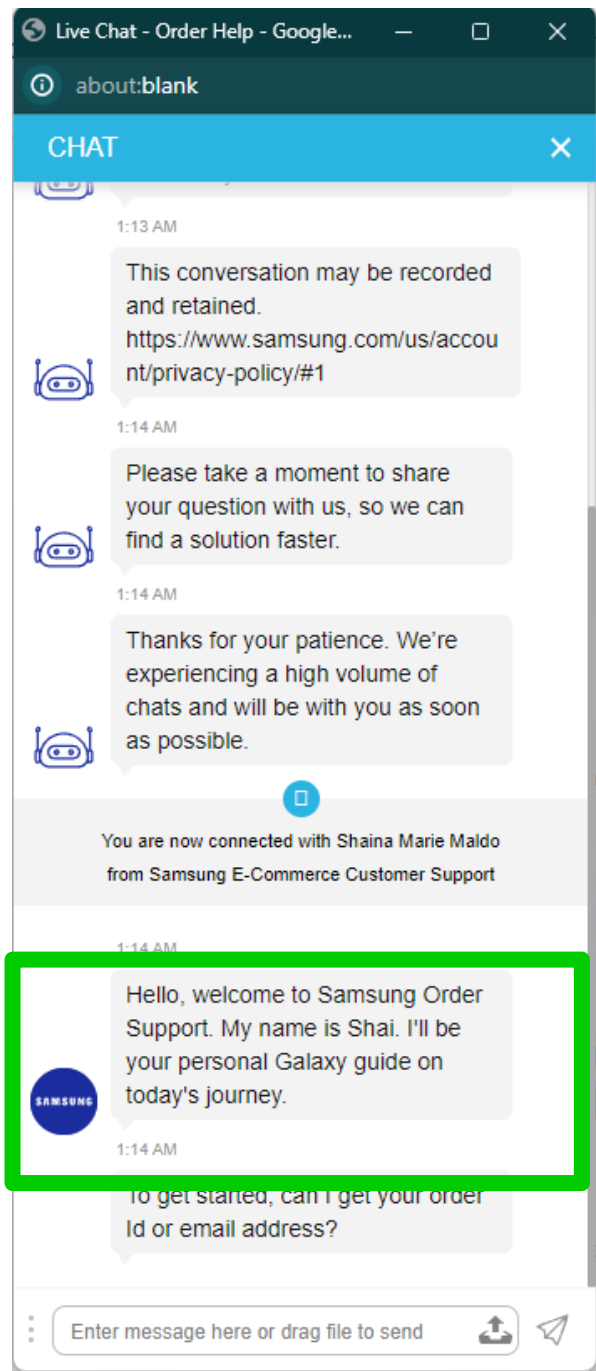 Live Chat - Order Help - Google...
about:blank
CHAT
1:13 AM
This conversation may be recorded
and retained.
https://www.samsung.com/us/accou
nt/privacy-policy/#1
1:14 AM
Please take a moment to share
your question with us, so we can
find a solution faster.
1:14 AM
Thanks for your patience. We’re
experiencing a high volume of
chats and will be with you as soon
as possible.
You are now connected with Shaina Marie Maldo
from Samsung E-Commerce Customer Support
1:14 AM
Hello, welcome to Samsung Order
Support. My name is Shai. I'll be
your personal Galaxy guide on
today's journey.
SAMSUNG
1:14 AM
To get started, can I get your order
Id or email address?
Enter message here or drag file to send